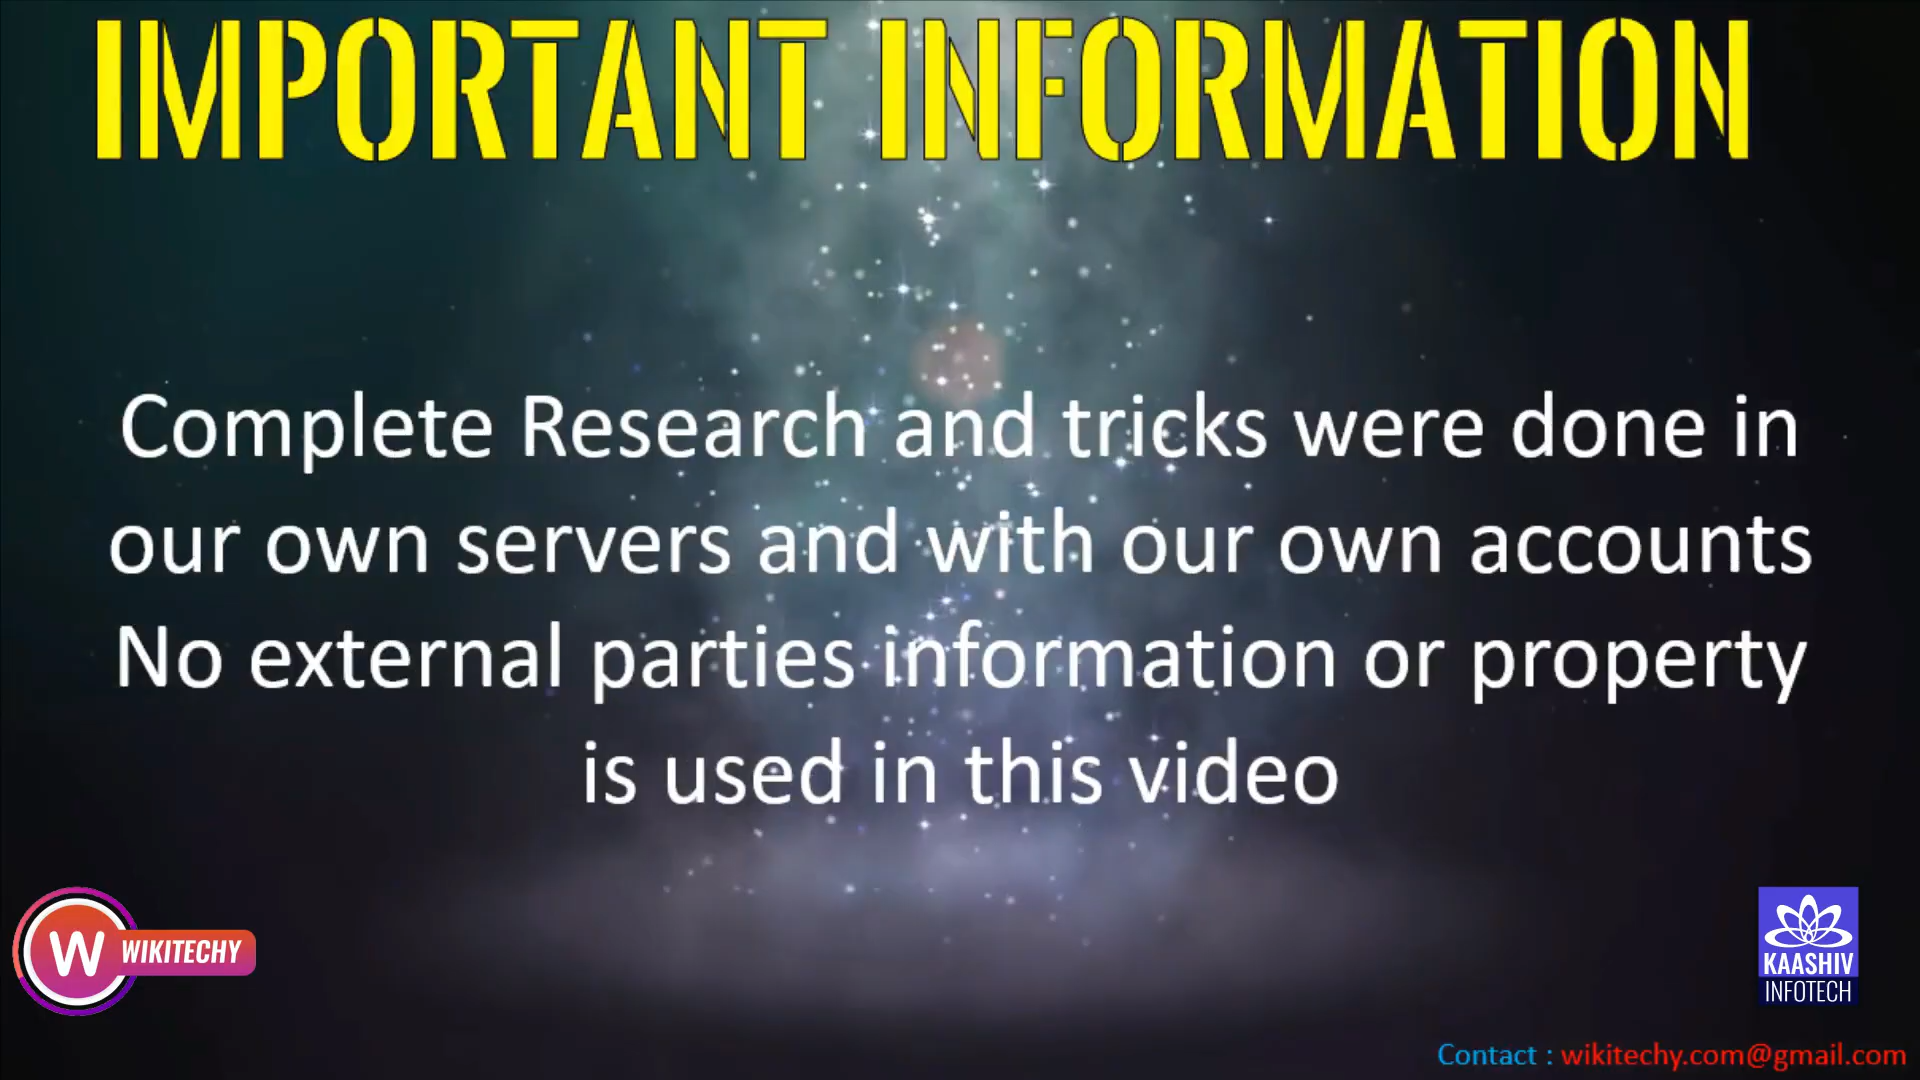 IMPORTANT INFORMATION
Complete Research and tricks were done in
our own servers and with our own accounts
No external parties information or property
is used in this video
W WIKITECHY
KAASHIV
INFOTECH
Contact : wikitechy.com@gmail.com